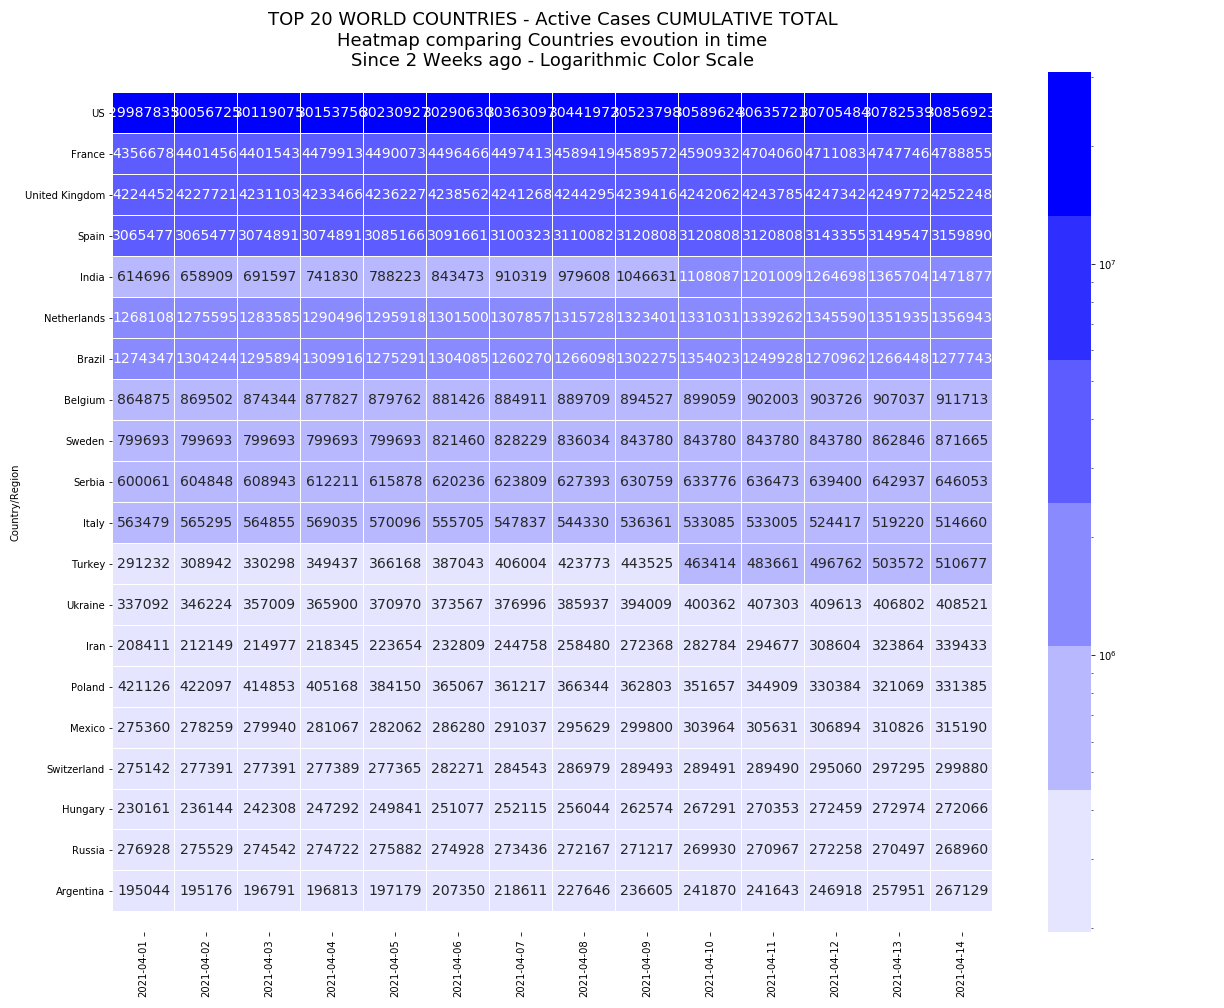 TOP 20 WORLD COUNTRIES - Active Cases CUMULATIVE TOTAL
Heatmap comparing Countries evoution in time
Since 2 Weeks ago - Logarithmic Color Scale
US 29987835 30056725 30119075 30153756 30230927 30290630 30363097 30441972 30523798 30589624 30635721 30705484 30782539 30856923
France 4356678 4401456 4401543 4479913 4490073 4496466 4497413 4589419 4589572 4590932 4704060 4711083 4747746 4788855
United Kingdom 4224452 4227721 4231103 4233466 4236227 4238562 4241268 4244295 4239416 4242062 4243785 4247342 4249772 4252248
Spain 3065477 3065477 3074891 3074891 3085166 3091661 3100323 3110082 3120808 3120808 3120808 3143355 3149547 3159890
India 614696 658909 691597 741830 788223 843473 910319 979608 1046631 1108087 1201009 1264698 1365704 1471877
Netherlands 1268108 1275595 1283585 1290496 1295918 1301500 1307857 1315728 1323401 1331031 1339262 1345590 1351935 1356943
Brazil 1274347 1304244 1295894 1309916 1275291 1304085 1260270 1266098 1302275 1354023 1249928 1270962 1266448 1277743
Belgium 864875 869502 874344 877827 879762 881426 884911 889709 894527 899059 902003 903726 907037 911713
Sweden 799693 799693 799693 799693 799693 821460 828229 836034 843780 843780 843780 843780 862846 871665
Serbia 600061 604848 608943 612211 615878 620236 623809 627393 630759 633776 636473 639400 642937 646053
Italy 563479 565295 564855 569035 570096 555705 547837 544330 536361 533085 533005 524417 519220 514660
Turkey 291232 308942 330298 349437 366168 387043 406004 423773 443525 463414 483661 496762 503572 510677
Ukraine 337092 346224 357009 365900 370970 373567 376996 385937 394009 400362 407303 409613 406802 408521
Iran 208411 212149 214977 218345 223654 232809 244758 258480 272368 282784 294677 308604 323864 339433
Poland 421126 422097 414853 405168 384150 365067 361217 366344 362803 351657 344909 330384 321069 331385
Mexico 275360 278259 279940 281067 282062 286280 291037 295629 299800 303964 305631 306894 310826 315190
Switzerland 275142 277391 277391 277389 277365 282271 284543 286979 289493 289491 289490 295060 297295 299880
Hungary 230161 236144 242308 247292 249841 251077 252115 256044 262574 267291 270353 272459 272974 272066
Russia 276928 275529 274542 274722 275882 274928 273436 272167 271217 269930 270967 272258 270497 268960
Argentina 195044 195176 196791 196813 197179 207350 218611 227646 236605 241870 241643 246918 257951 267129
2021-04-01 2021-04-02 2021-04-03 2021-04-04 2021-04-05 2021-04-06 2021-04-07 2021-04-08 2021-04-09 2021-04-10 2021-04-11 2021-04-12 2021-04-13 2021-04-14
Country/Region
10⁷
10⁶